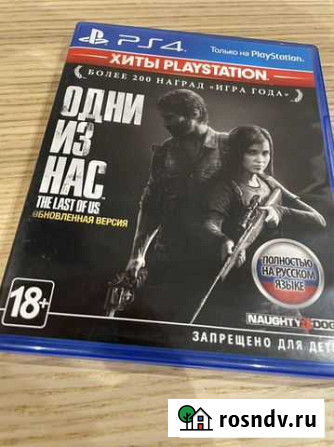 PS4
Только на PlayStation
ХИТЫ PLAYSTATION
БОЛЕЕ 200 НАГРАД «ИГРА ГОДА»
ОДНИ
ИЗ
НАС
THE LAST OF US
ОБНОВЛЕННАЯ ВЕРСИЯ
ПОЛНОСТЬЮ
НА РУССКОМ
ЯЗЫКЕ
18+
NAUGHTY DOG
ЗАПРЕЩЕНО ДЛЯ ДЕТЕ
rosndv.ru